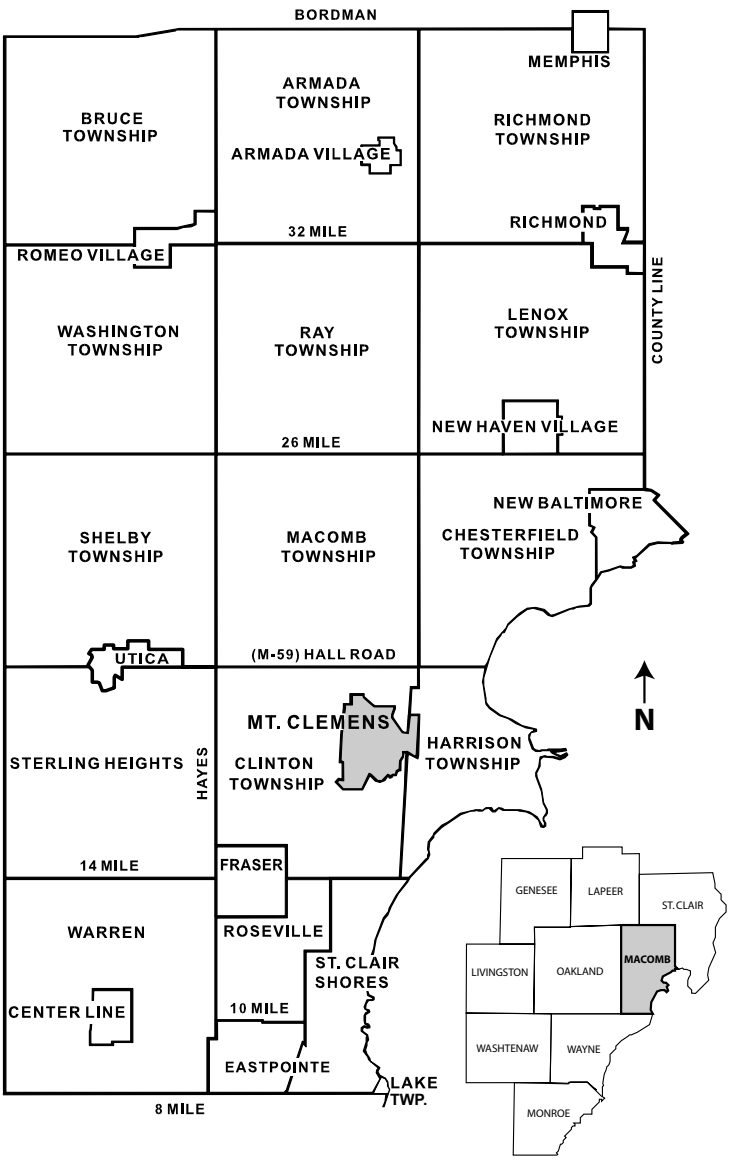 BORDMAN
MEMPHIS
ARMADA
TOWNSHIP
BRUCE
TOWNSHIP
RICHMOND
TOWNSHIP
ARMADA VILLAGE
RICHMOND
32 MILE
ROMEO VILLAGE
COUNTY LINE
WASHINGTON
TOWNSHIP
RAY
TOWNSHIP
LENOX
TOWNSHIP
NEW HAVEN VILLAGE
26 MILE
NEW BALTIMORE
SHELBY
TOWNSHIP
MACOMB
TOWNSHIP
CHESTERFIELD
TOWNSHIP
UTICA
(M-59) HALL ROAD
MT. CLEMENS
N
STERLING HEIGHTS
HAYES
CLINTON
TOWNSHIP
HARRISON
TOWNSHIP
14 MILE
FRASER
WARREN
ROSEVILLE
ST. CLAIR
SHORES
CENTER LINE
10 MILE
EASTPOINTE
LAKE
TWP.
8 MILE
GENESEE
LAPEER
ST. CLAIR
LIVINGSTON
OAKLAND
MACOMB
WASHTENAW
WAYNE
MONROE